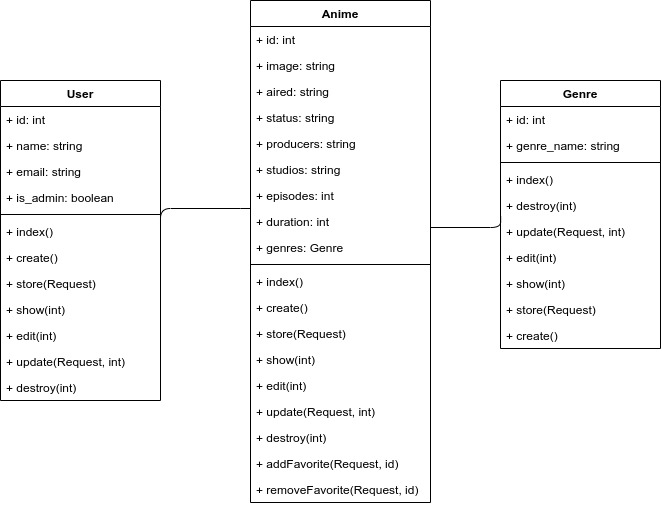 User
+ id: int
+ name: string
+ email: string
+ is_admin: boolean
+ index()
+ create()
+ store(Request)
+ show(int)
+ edit(int)
+ update(Request, int)
+ destroy(int)
Anime
+ id: int
+ image: string
+ aired: string
+ status: string
+ producers: string
+ studios: string
+ episodes: int
+ duration: int
+ genres: Genre
+ index()
+ create()
+ store(Request)
+ show(int)
+ edit(int)
+ update(Request, int)
+ destroy(int)
+ addFavorite(Request, id)
+ removeFavorite(Request, id)
Genre
+ id: int
+ genre_name: string
+ index()
+ destroy(int)
+ update(Request, int)
+ edit(int)
+ show(int)
+ store(Request)
+ create()